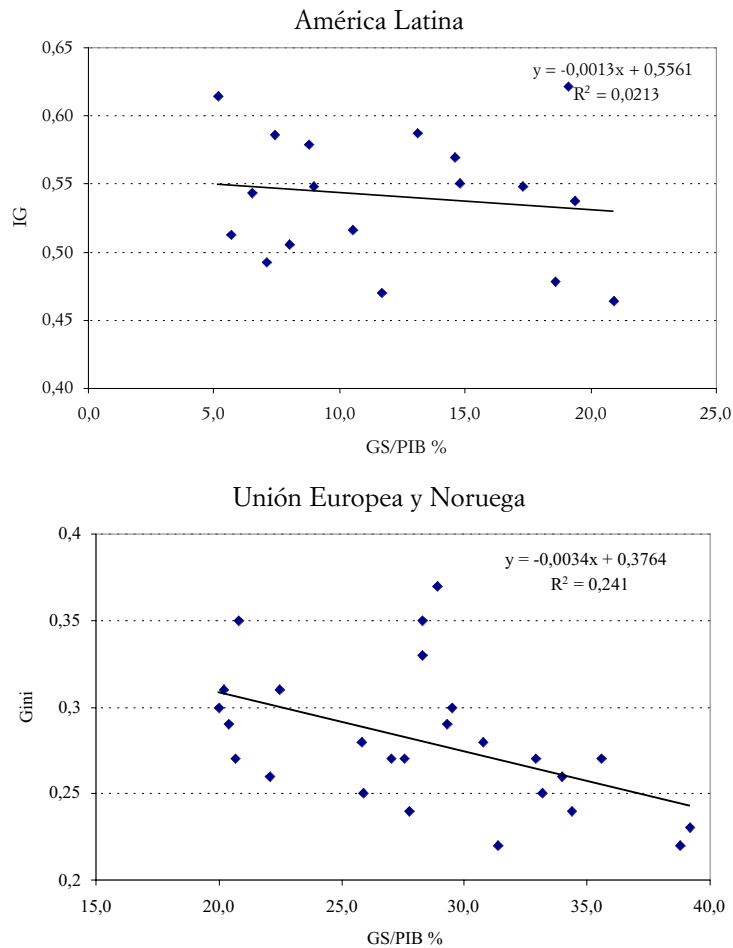 América Latina
0,65
y = -0,0013x + 0,5561
R² = 0,0213
0,60
0,55
IG
0,50
0,45
0,40
0,0 5,0 10,0 15,0 20,0 25,0
GS/PIB %
Unión Europea y Noruega
0,4
y = -0,0034x + 0,3764
R² = 0,241
0,35
0,3
Gini
0,25
0,2
15,0 20,0 25,0 30,0 35,0 40,0
GS/PIB %